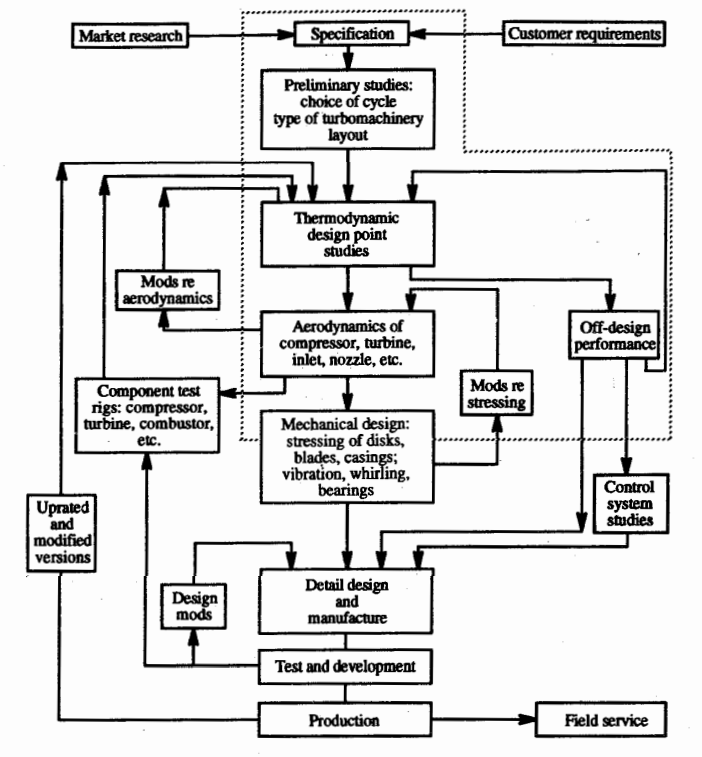 Market research
Specification
Customer requirements
Preliminary studies:
choice of cycle
type of turbomachinery
layout
Thermodynamic
design point
studies
Mods re
aerodynamics
Aerodynamics of
compressor, turbine,
inlet, nozzle, etc.
Off-design
performance
Component test
rigs: compressor,
turbine, combustor,
etc.
Mods re
stressing
Mechanical design:
stressing of disks,
blades, casings;
vibration, whirling,
bearings
Uprated
and
modified
versions
Control
system
studies
Design
mods
Detail design
and
manufacture
Test and development
Production
Field service